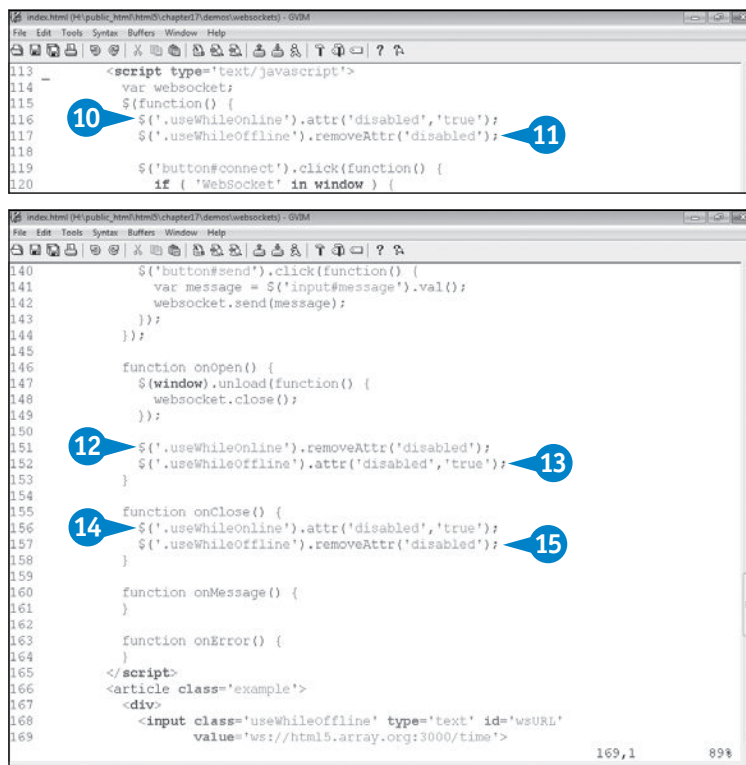 index.html (H:\public_html\html5\chapter17\demos\websockets) - GVIM
File Edit Tools Syntax Buffers Window Help
113 <script type='text/javascript'>
114 var websocket;
115 $(function() {
116 10 $('.useWhileOnline').attr('disabled','true');
117 $('.useWhileOffline').removeAttr('disabled'); 11
118
119 $('button#connect').click(function() {
120 if ( 'WebSocket' in window ) {
index.html (H:\public_html\html5\chapter17\demos\websockets) - GVIM
File Edit Tools Syntax Buffers Window Help
140 $('button#send').click(function() {
141 var message = $('input#message').val();
142 websocket.send(message);
143 });
144 });
145
146 function onOpen() {
147 $(window).unload(function() {
148 websocket.close();
149 });
150
151 12 $('.useWhileOnline').removeAttr('disabled');
152 $('.useWhileOffline').attr('disabled','true'); 13
153 }
154
155 function onClose() {
156 14 $('.useWhileOnline').attr('disabled','true');
157 $('.useWhileOffline').removeAttr('disabled'); 15
158 }
159
160 function onMessage() {
161 }
162
163 function onError() {
164 }
165 </script>
166 <article class='example'>
167 <div>
168 <input class='useWhileOffline' type='text' id='wsURL'
169 value='ws://html5.array.org:3000/time'>
169,1 89%